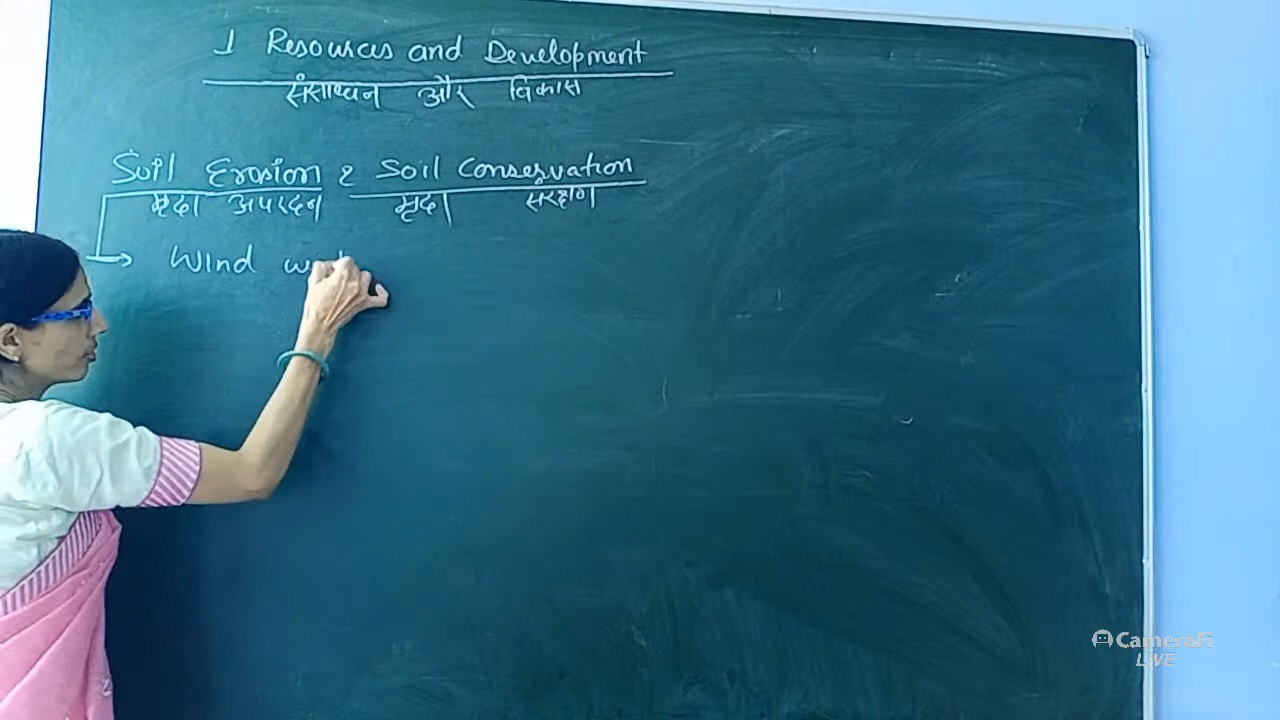 1 Resources and Development
संसाधन और विकास
Soil Erosion & Soil Conservation
मृदा अपरदन मृदा संरक्षण
→ Wind
CameraFi
LIVE